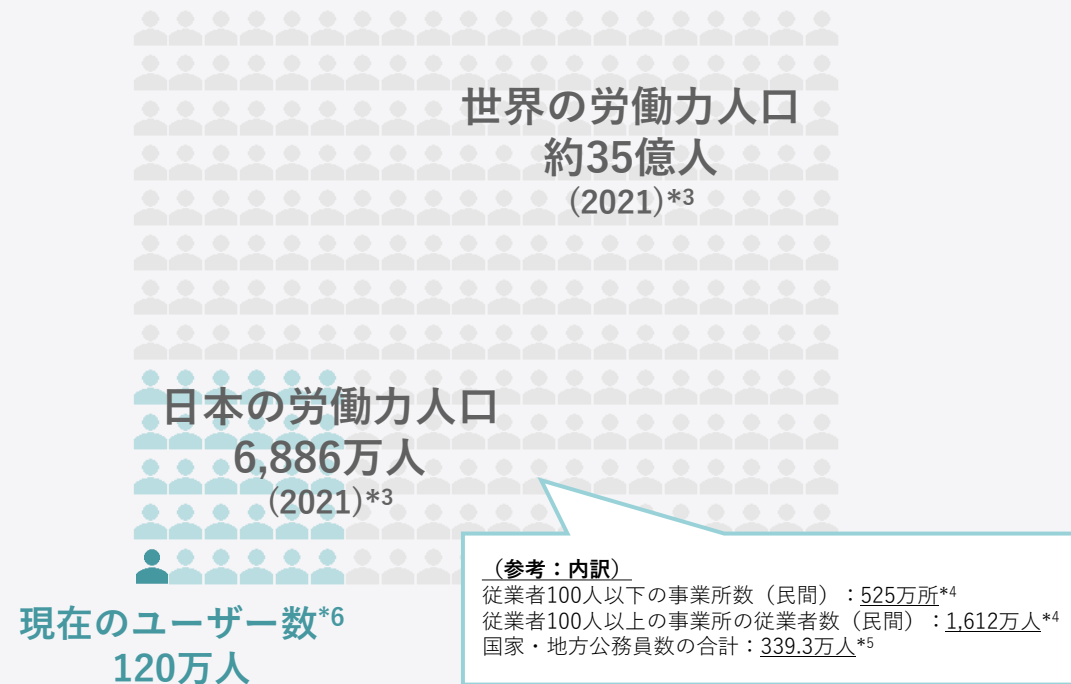 世界の労働力人口
約35億人
(2021)*3
日本の労働力人口
6,886万人
(2021)*3
現在のユーザー数*6
120万人
（参考：内訳）
従業者100人以下の事業所数（民間）：525万所*4
従業者100人以上の事業所の従業者数（民間）：1,612万人*4
国家・地方公務員数の合計：339.3万人*5